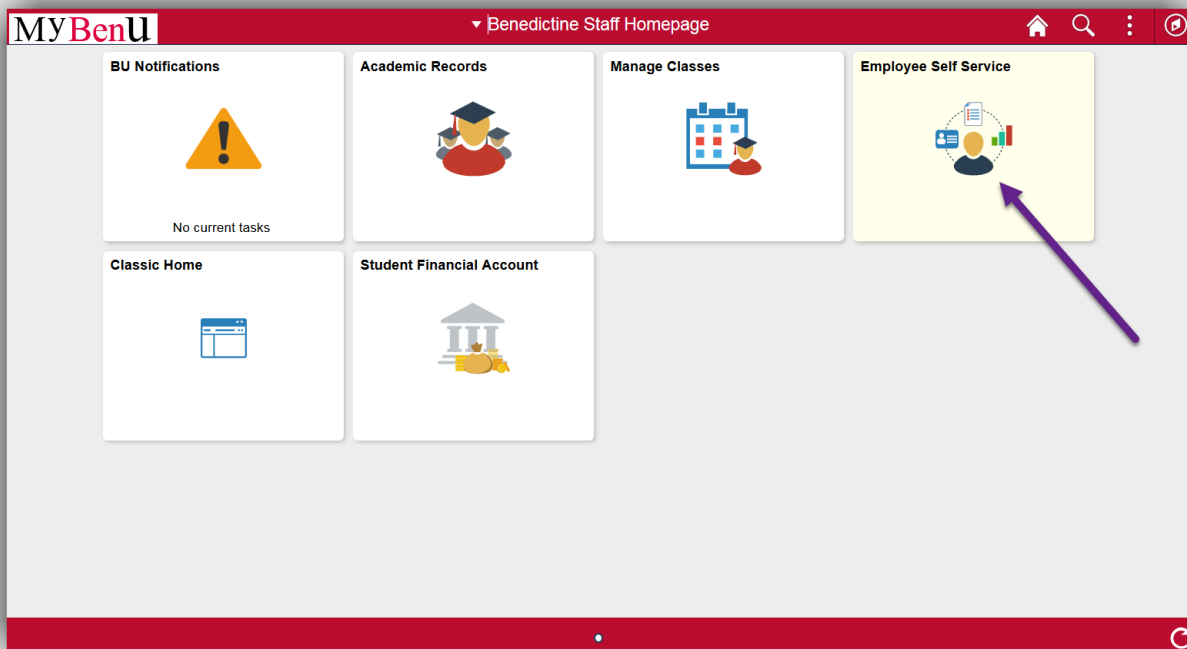 MyBenU
Benedictine Staff Homepage
BU Notifications
No current tasks
Academic Records
Manage Classes
Employee Self Service
Classic Home
Student Financial Account